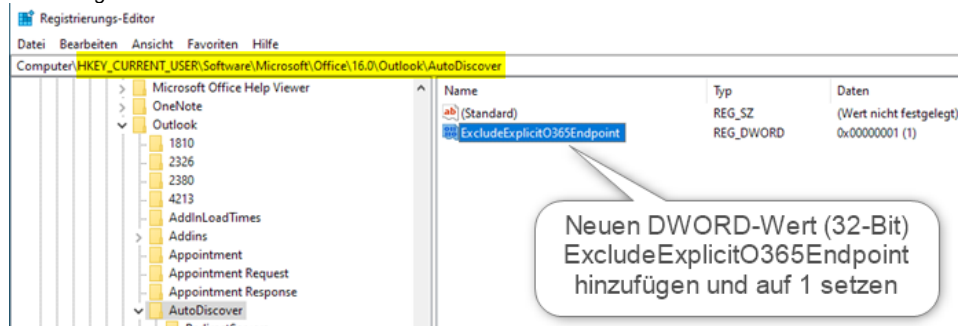 Registrierungs-Editor
Datei Bearbeiten Ansicht Favoriten Hilfe
Computer\HKEY_CURRENT_USER\Software\Microsoft\Office\16.0\Outlook\AutoDiscover
Microsoft Office Help Viewer
OneNote
Outlook
1810
2326
2380
4213
AddInLoadTimes
Addins
Appointment
Appointment Request
Appointment Response
AutoDiscover
Name Typ Daten
(Standard) REG_SZ (Wert nicht festgelegt)
ExcludeExplicitO365Endpoint REG_DWORD 0x00000001 (1)
Neuen DWORD-Wert (32-Bit)
ExcludeExplicitO365Endpoint
hinzufügen und auf 1 setzen